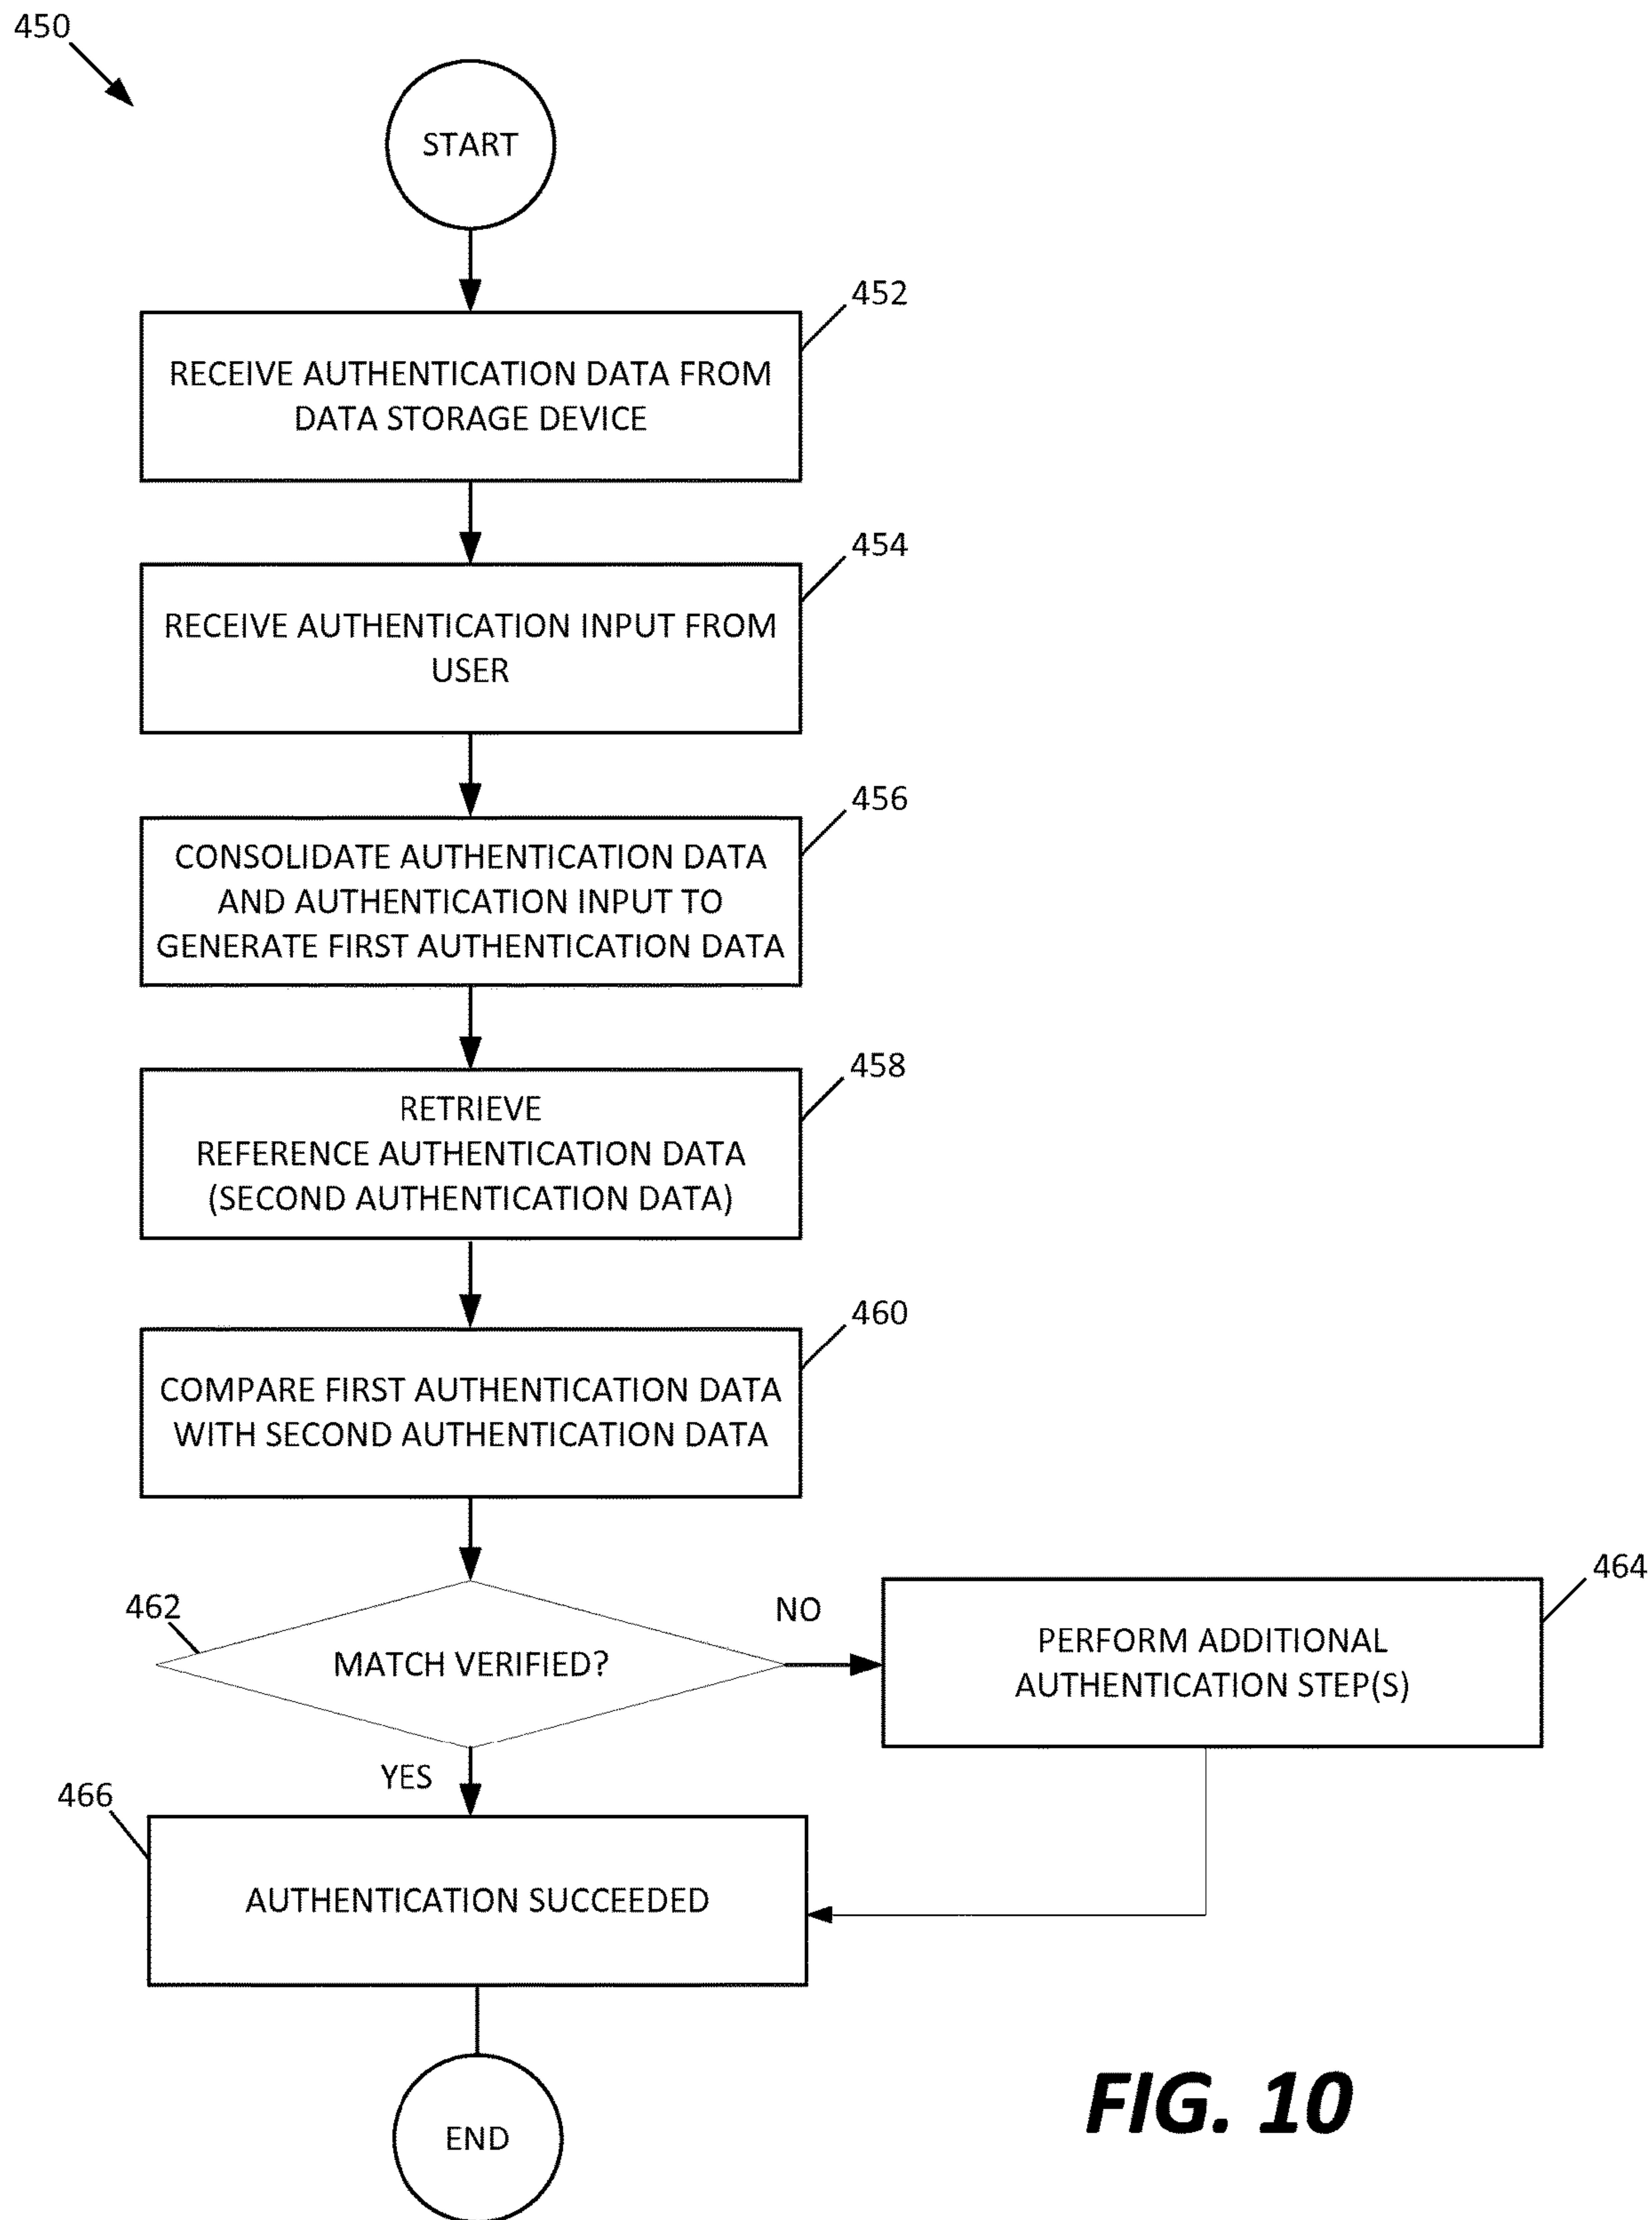 450
START
452
RECEIVE AUTHENTICATION DATA FROM
DATA STORAGE DEVICE
454
RECEIVE AUTHENTICATION INPUT FROM
USER
456
CONSOLIDATE AUTHENTICATION DATA
AND AUTHENTICATION INPUT TO
GENERATE FIRST AUTHENTICATION DATA
458
RETRIEVE
REFERENCE AUTHENTICATION DATA
(SECOND AUTHENTICATION DATA)
460
COMPARE FIRST AUTHENTICATION DATA
WITH SECOND AUTHENTICATION DATA
462
MATCH VERIFIED?
NO
464
PERFORM ADDITIONAL
AUTHENTICATION STEP(S)
YES
466
AUTHENTICATION SUCCEEDED
END
FIG. 10